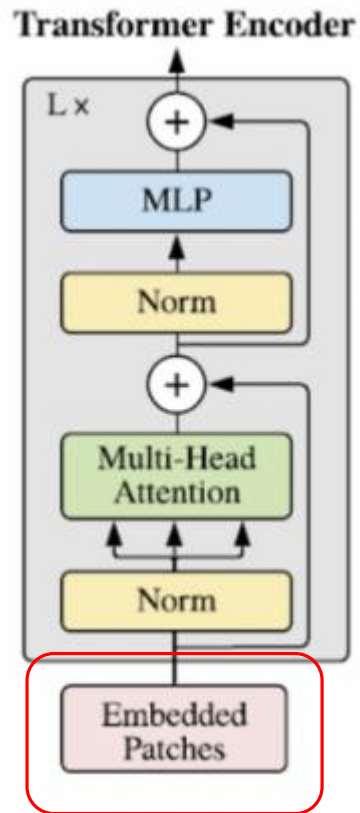 Transformer Encoder
L ×
+
MLP
Norm
+
Multi-Head
Attention
Norm
Embedded
Patches